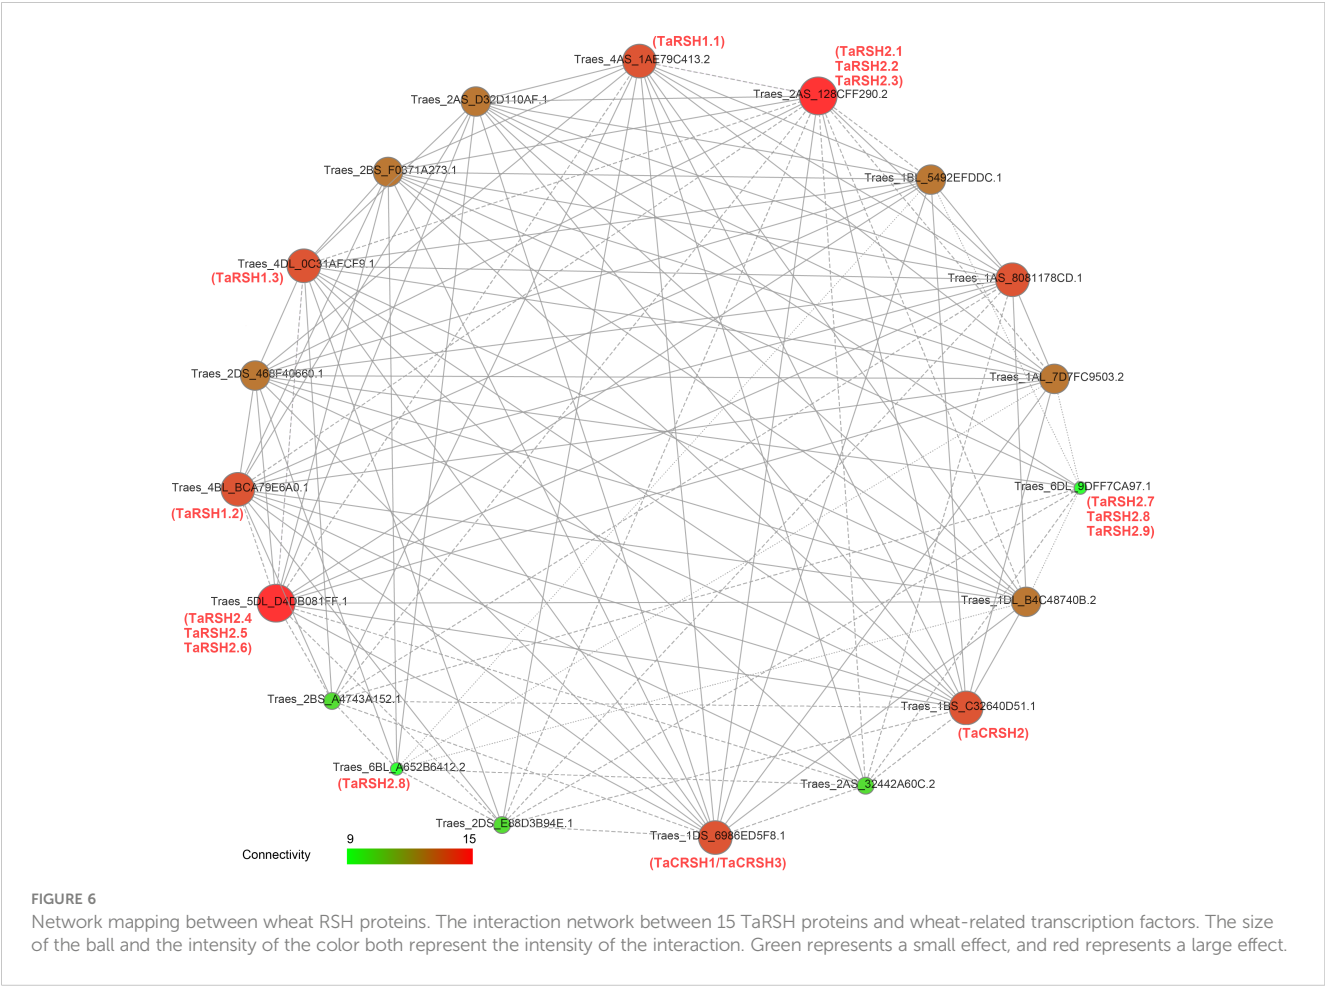 (TaRSH1.1)
Traes_4AS_1AE79C413.2
(TaRSH2.1
TaRSH2.2
TaRSH2.3)
Traes_2AS_128CFF290.2
Traes_2AS_D32D110AF.1
Traes_2BS_F0371A273.1
Traes_1BL_5492EFDDC.1
Traes_4DL_0C31AFCF9.1
(TaRSH1.3)
Traes_1AS_8081178CD.1
Traes_2DS_468F40660.1
Traes_1AL_7D7FC9503.2
Traes_4BL_BCA79E6A0.1
(TaRSH1.2)
Traes_6DL_9DFF7CA97.1
(TaRSH2.7
TaRSH2.8
TaRSH2.9)
Traes_5DL_D4DB081FF.1
(TaRSH2.4
TaRSH2.5
TaRSH2.6)
Traes_1DL_B4C48740B.2
Traes_2BS_A4743A152.1
Traes_1BS_C32640D51.1
(TaCRSH2)
Traes_6BL_A652B6412.2
(TaRSH2.8)
Traes_2AS_32442A60C.2
Traes_2DS_E88D3B94E.1
Traes_1DS_6986ED5F8.1
(TaCRSH1/TaCRSH3)
9 15
Connectivity
FIGURE 6
Network mapping between wheat RSH proteins. The interaction network between 15 TaRSH proteins and wheat-related transcription factors. The size
of the ball and the intensity of the color both represent the intensity of the interaction. Green represents a small effect, and red represents a large effect.